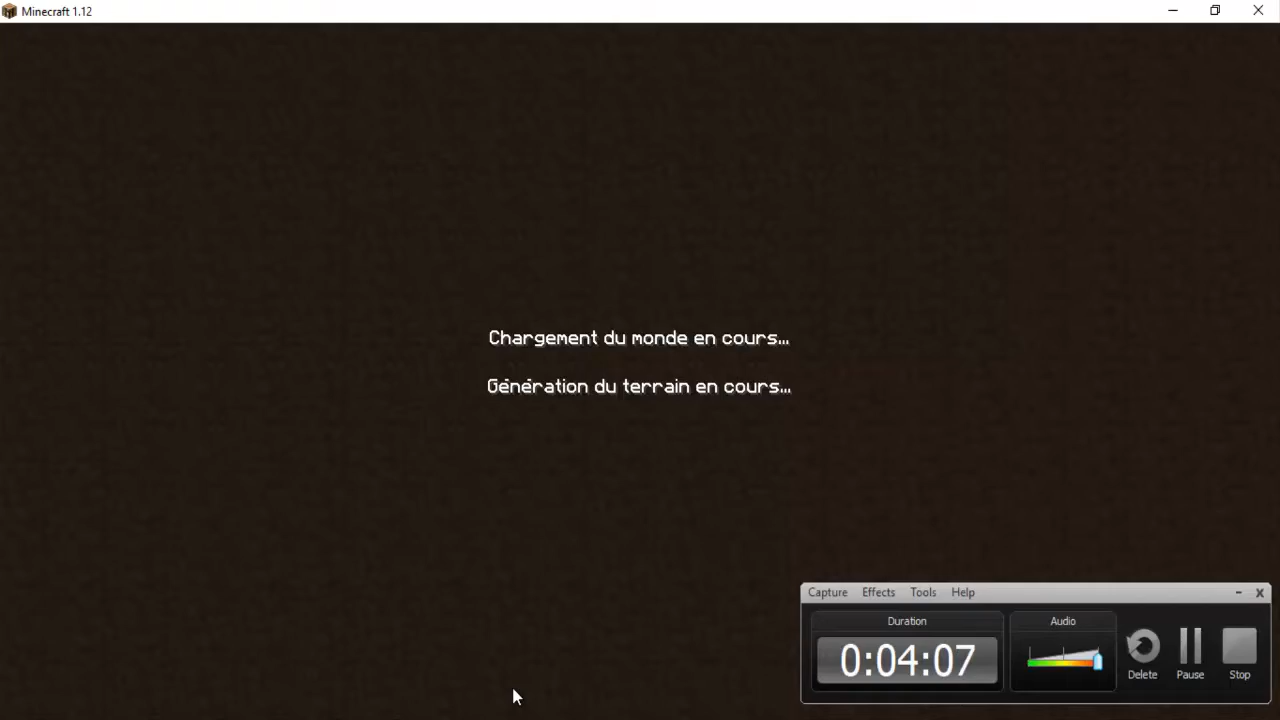 Minecraft 1.12
Chargement du monde en cours...
Génération du terrain en cours...
Capture Effects Tools Help
Duration
Audio
0:04:07
Delete Pause Stop